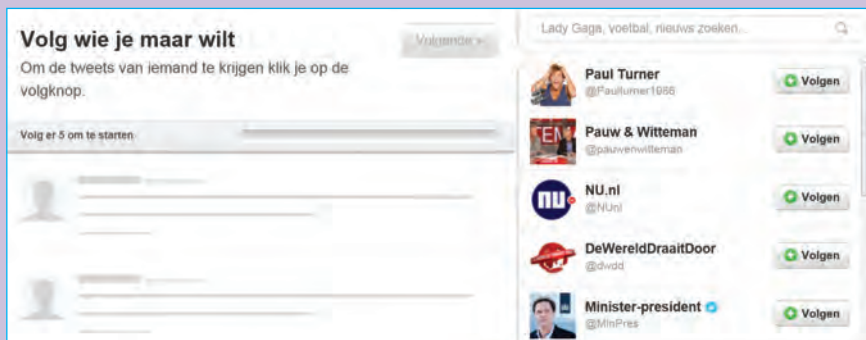 Volg wie je maar wilt
Om de tweets van iemand te krijgen klik je op de
volgknop.
Volgende
Volg er 5 om te starten
Lady Gaga, voetbal, nieuws zoeken...
Paul Turner
@Paulturner1966
Volgen
Pauw & Witteman
@pauwenwitteman
Volgen
NU.nl
@NUnl
Volgen
DeWereldDraaitDoor
@dwdd
Volgen
Minister-president
@MinPres
Volgen